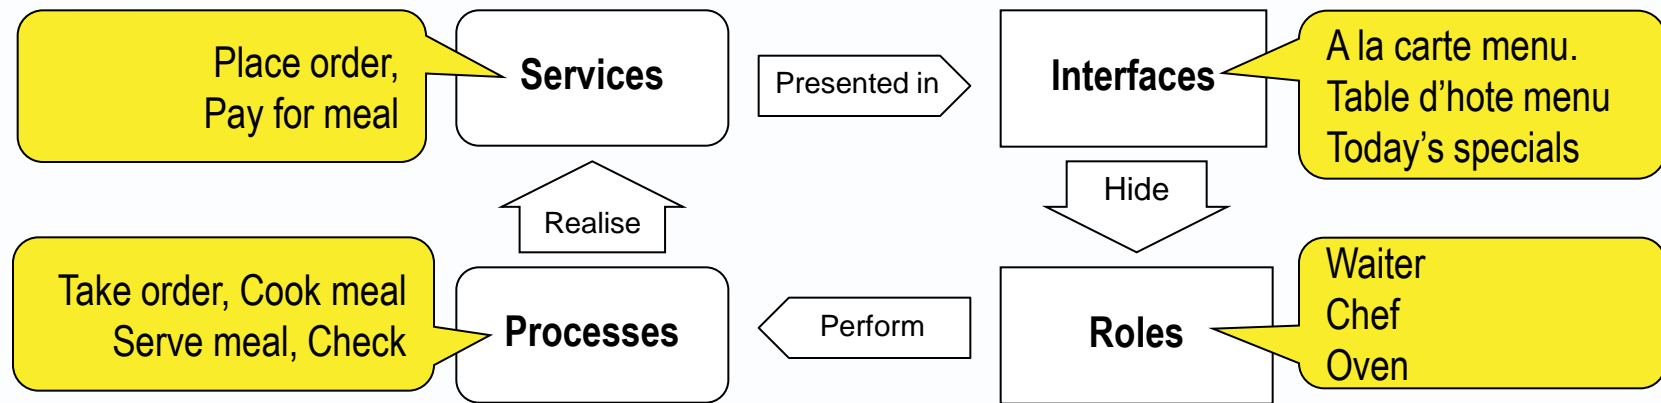 Place order,
Pay for meal
Services
Presented in
Interfaces
A la carte menu.
Table d’hote menu
Today’s specials
Realise
Hide
Take order, Cook meal
Serve meal, Check
Processes
Perform
Roles
Waiter
Chef
Oven